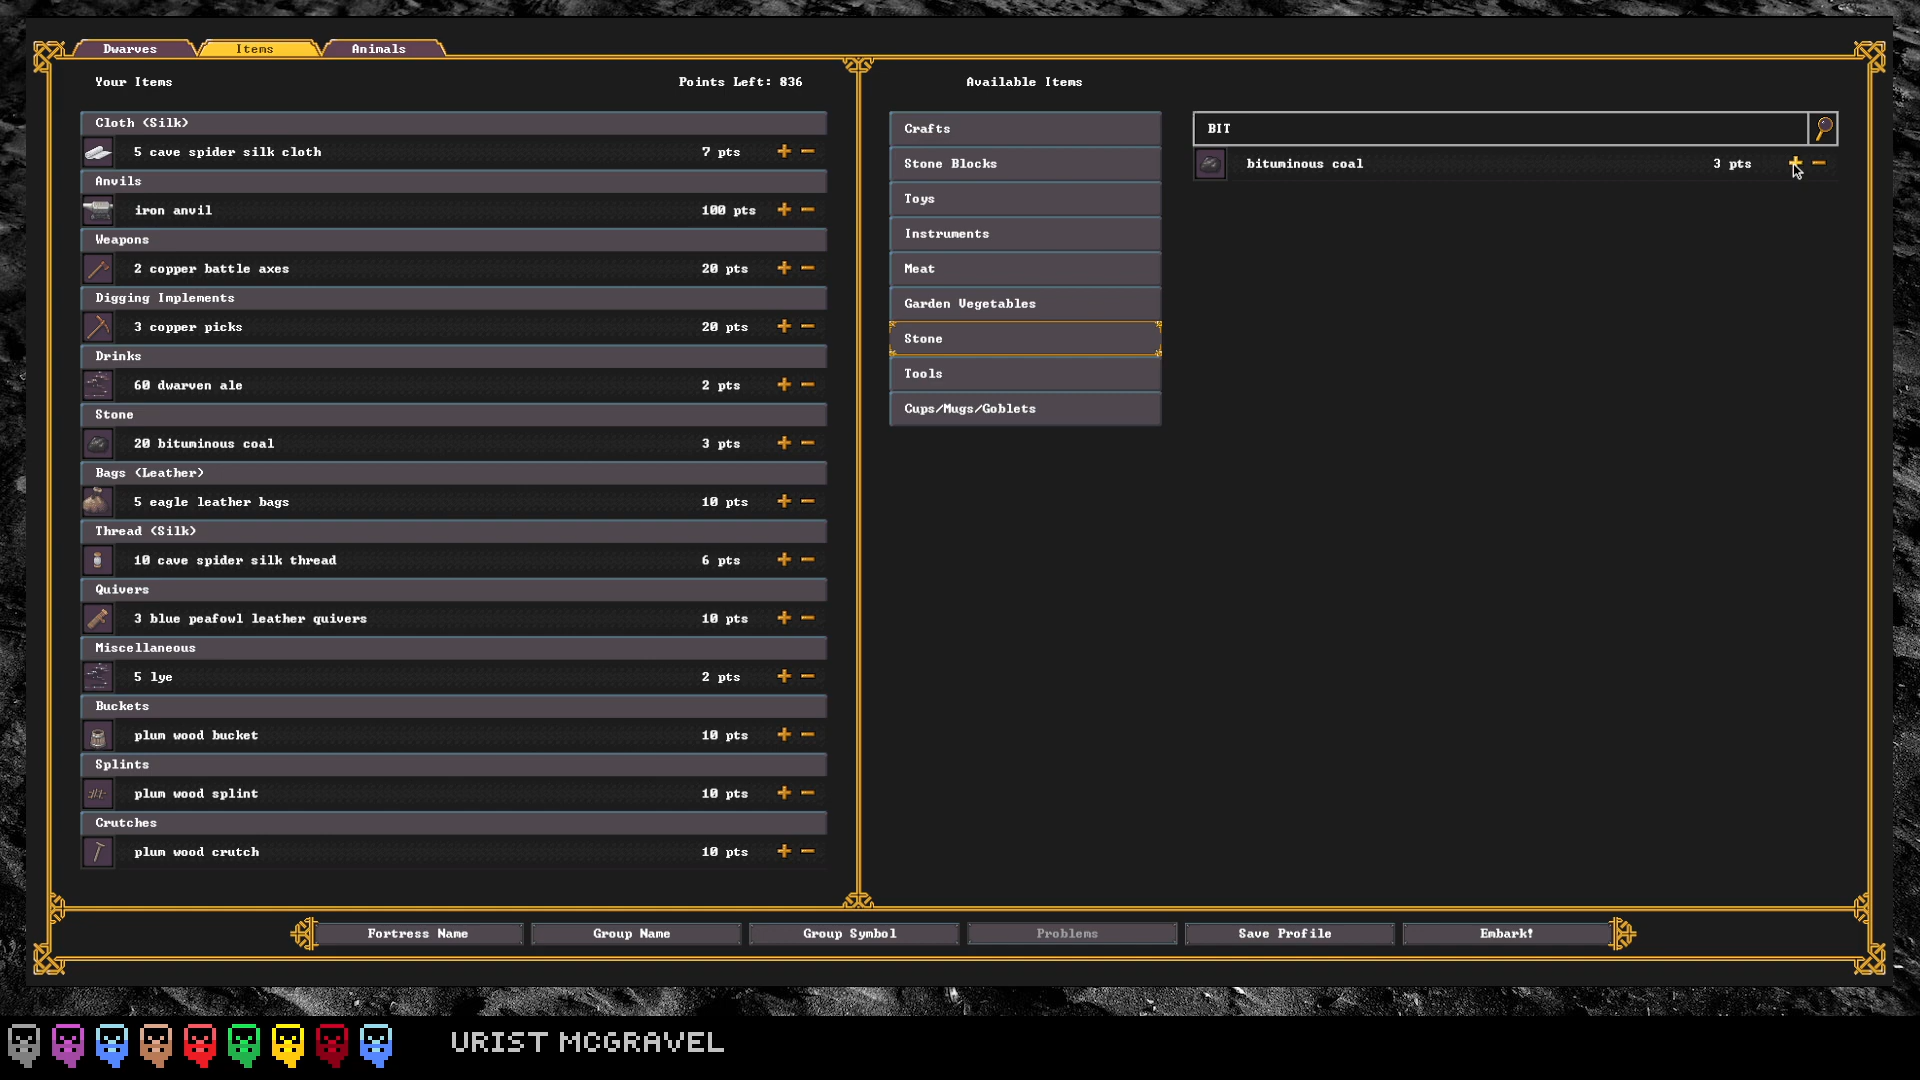 Dwarves
Items
Animals
Your Items
Points Left: 836
Cloth (Silk)
5 cave spider silk cloth 7 pts
Anvils
iron anvil 100 pts
Weapons
2 copper battle axes 20 pts
Digging Implements
3 copper picks 20 pts
Drinks
60 dwarven ale 2 pts
Stone
20 bituminous coal 3 pts
Bags (Leather)
5 eagle leather bags 10 pts
Thread (Silk)
10 cave spider silk thread 6 pts
Quivers
3 blue peafowl leather quivers 10 pts
Miscellaneous
5 lye 2 pts
Buckets
plum wood bucket 10 pts
Splints
plum wood splint 10 pts
Crutches
plum wood crutch 10 pts
Available Items
Crafts
Stone Blocks
Toys
Instruments
Meat
Garden Vegetables
Stone
Tools
Cups/Mugs/Goblets
BIT
bituminous coal 3 pts
Fortress Name
Group Name
Group Symbol
Problems
Save Profile
Embark!
URIST MCGRAVEL